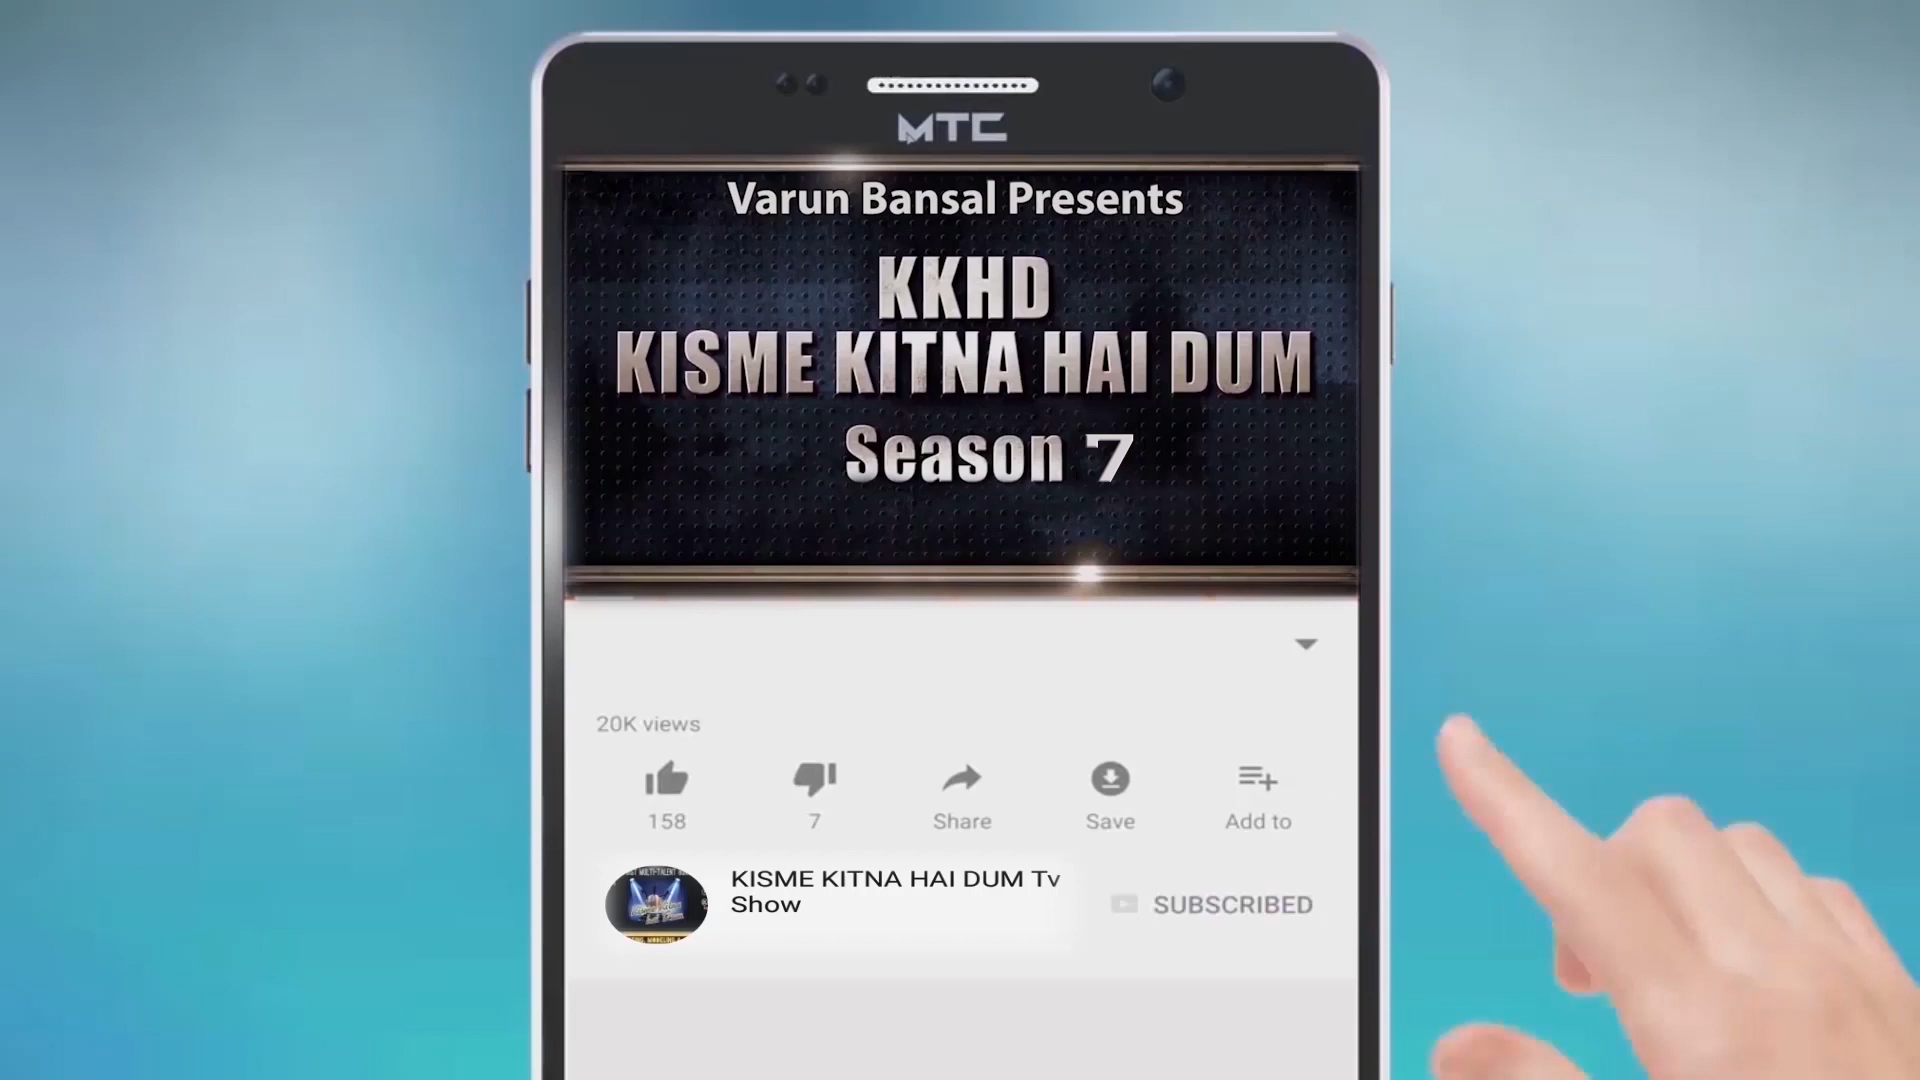 MTC
Varun Bansal Presents
KKHD
KISME KITNA HAI DUM
Season 7
20K views
158
7
Share
Save
Add to
KISME KITNA HAI DUM Tv
Show
SUBSCRIBED